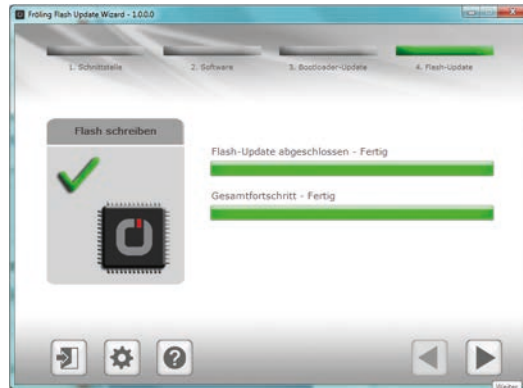 Fröling Flash Update Wizard - 1.0.0.0
1. Schnittstelle
2. Software
3. Bootloader-Update
4. Flash-Update
Flash schreiben
Flash-Update abgeschlossen - Fertig
Gesamtfortschritt - Fertig
?
Weiter